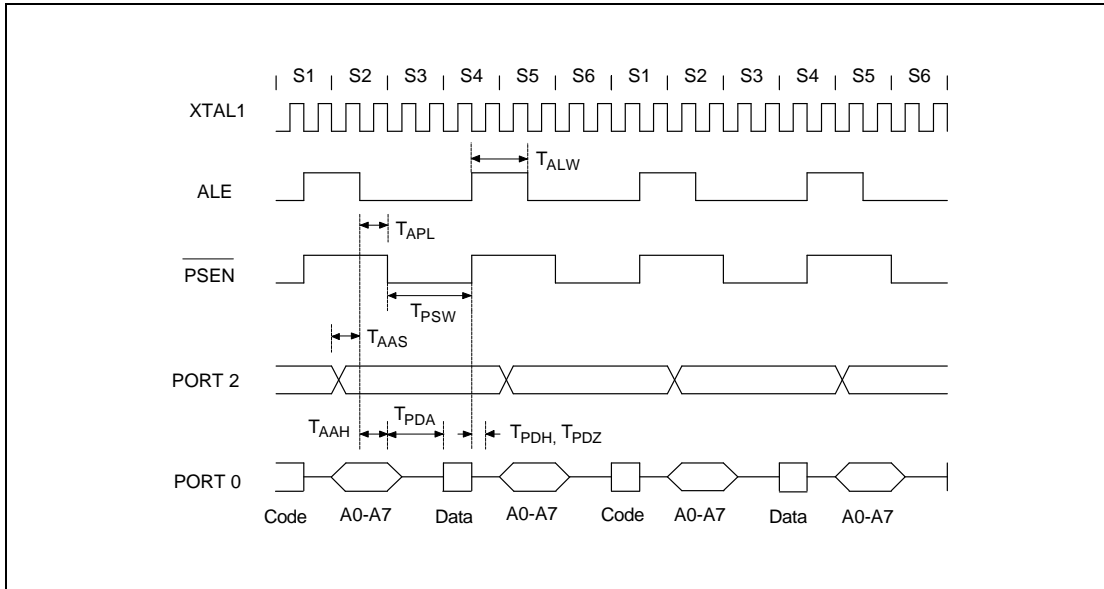 S1 S2 S3 S4 S5 S6 S1 S2 S3 S4 S5 S6
XTAL1
TALW
ALE
TAPL
PSEN
TPSW
TAAS
PORT 2
TAAH TPDA TPDH, TPDZ
PORT 0
Code A0-A7 Data A0-A7 Code A0-A7 Data A0-A7